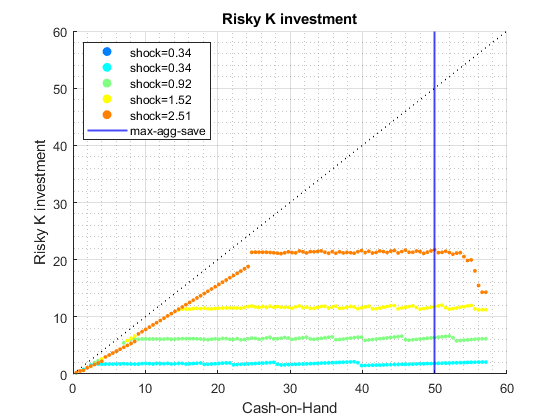 Risky K investment
shock=0.34
shock=0.34
shock=0.92
shock=1.52
shock=2.51
max-agg-save
Risky K investment
60
50
40
30
20
10
0
0 10 20 30 40 50 60
Cash-on-Hand